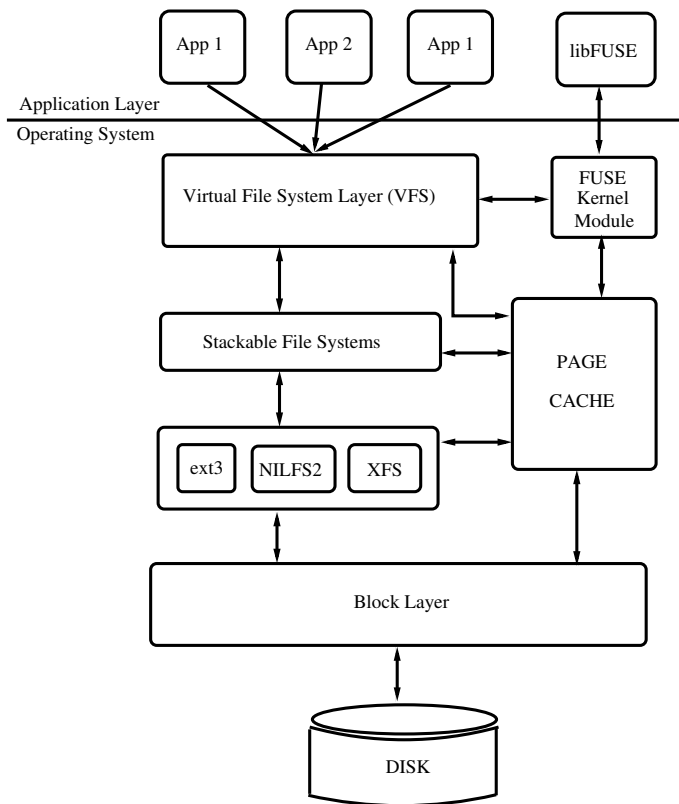 App 1
App 2
App 1
libFUSE
Application Layer
Operating System
Virtual File System Layer (VFS)
FUSE
Kernel
Module
Stackable File Systems
PAGE
CACHE
ext3
NILFS2
XFS
Block Layer
DISK